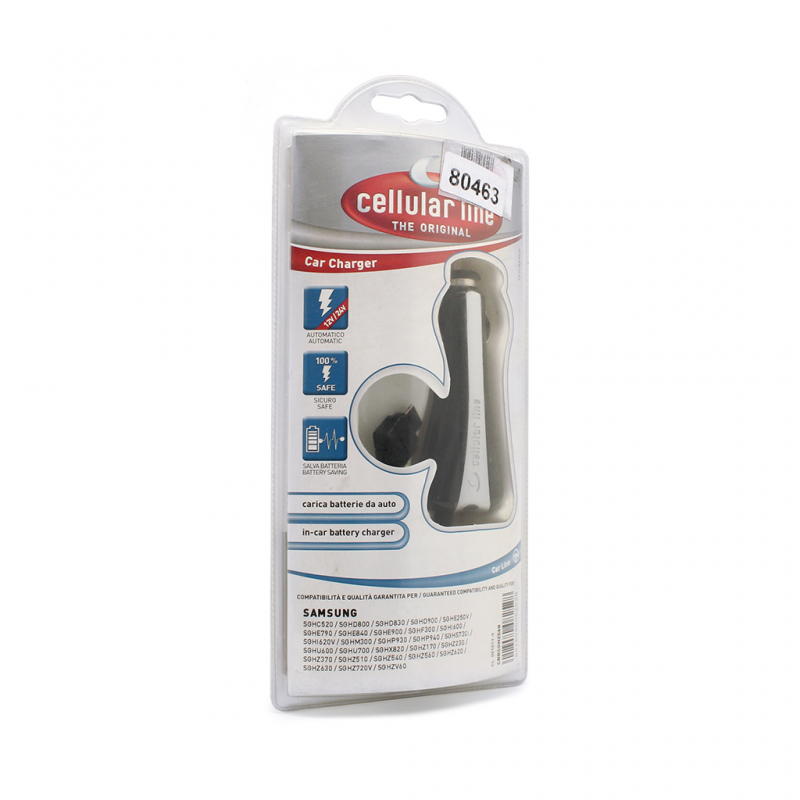 80463
cellular line
THE ORIGINAL
Car Charger
12V/24V
AUTOMATICO
AUTOMATIC
100%
SAFE
SICURO
SAFE
SALVA BATTERIA
BATTERY SAVING
cellular line
carica batterie da auto
in-car battery charger
Car Line
COMPATIBILITÀ E QUALITÀ GARANTITA PER / GUARANTEED COMPATIBILITY AND QUALITY FOR
SAMSUNG
SGHC520 / SGHD800 / SGHD830 / SGHD900 / SGHE250V /
SGHE790 / SGHE840 / SGHE900 / SGHF300 / SGHI600 /
SGHI620V / SGHM300 / SGHP930 / SGHP940 / SGHS730 /
SGHU600 / SGHU700 / SGHX820 / SGHZ170 / SGHZ230 /
SGHZ370 / SGHZ510 / SGHZ540 / SGHZ560 / SGHZ620 /
SGHZ630 / SGHZ720V / SGHZV60